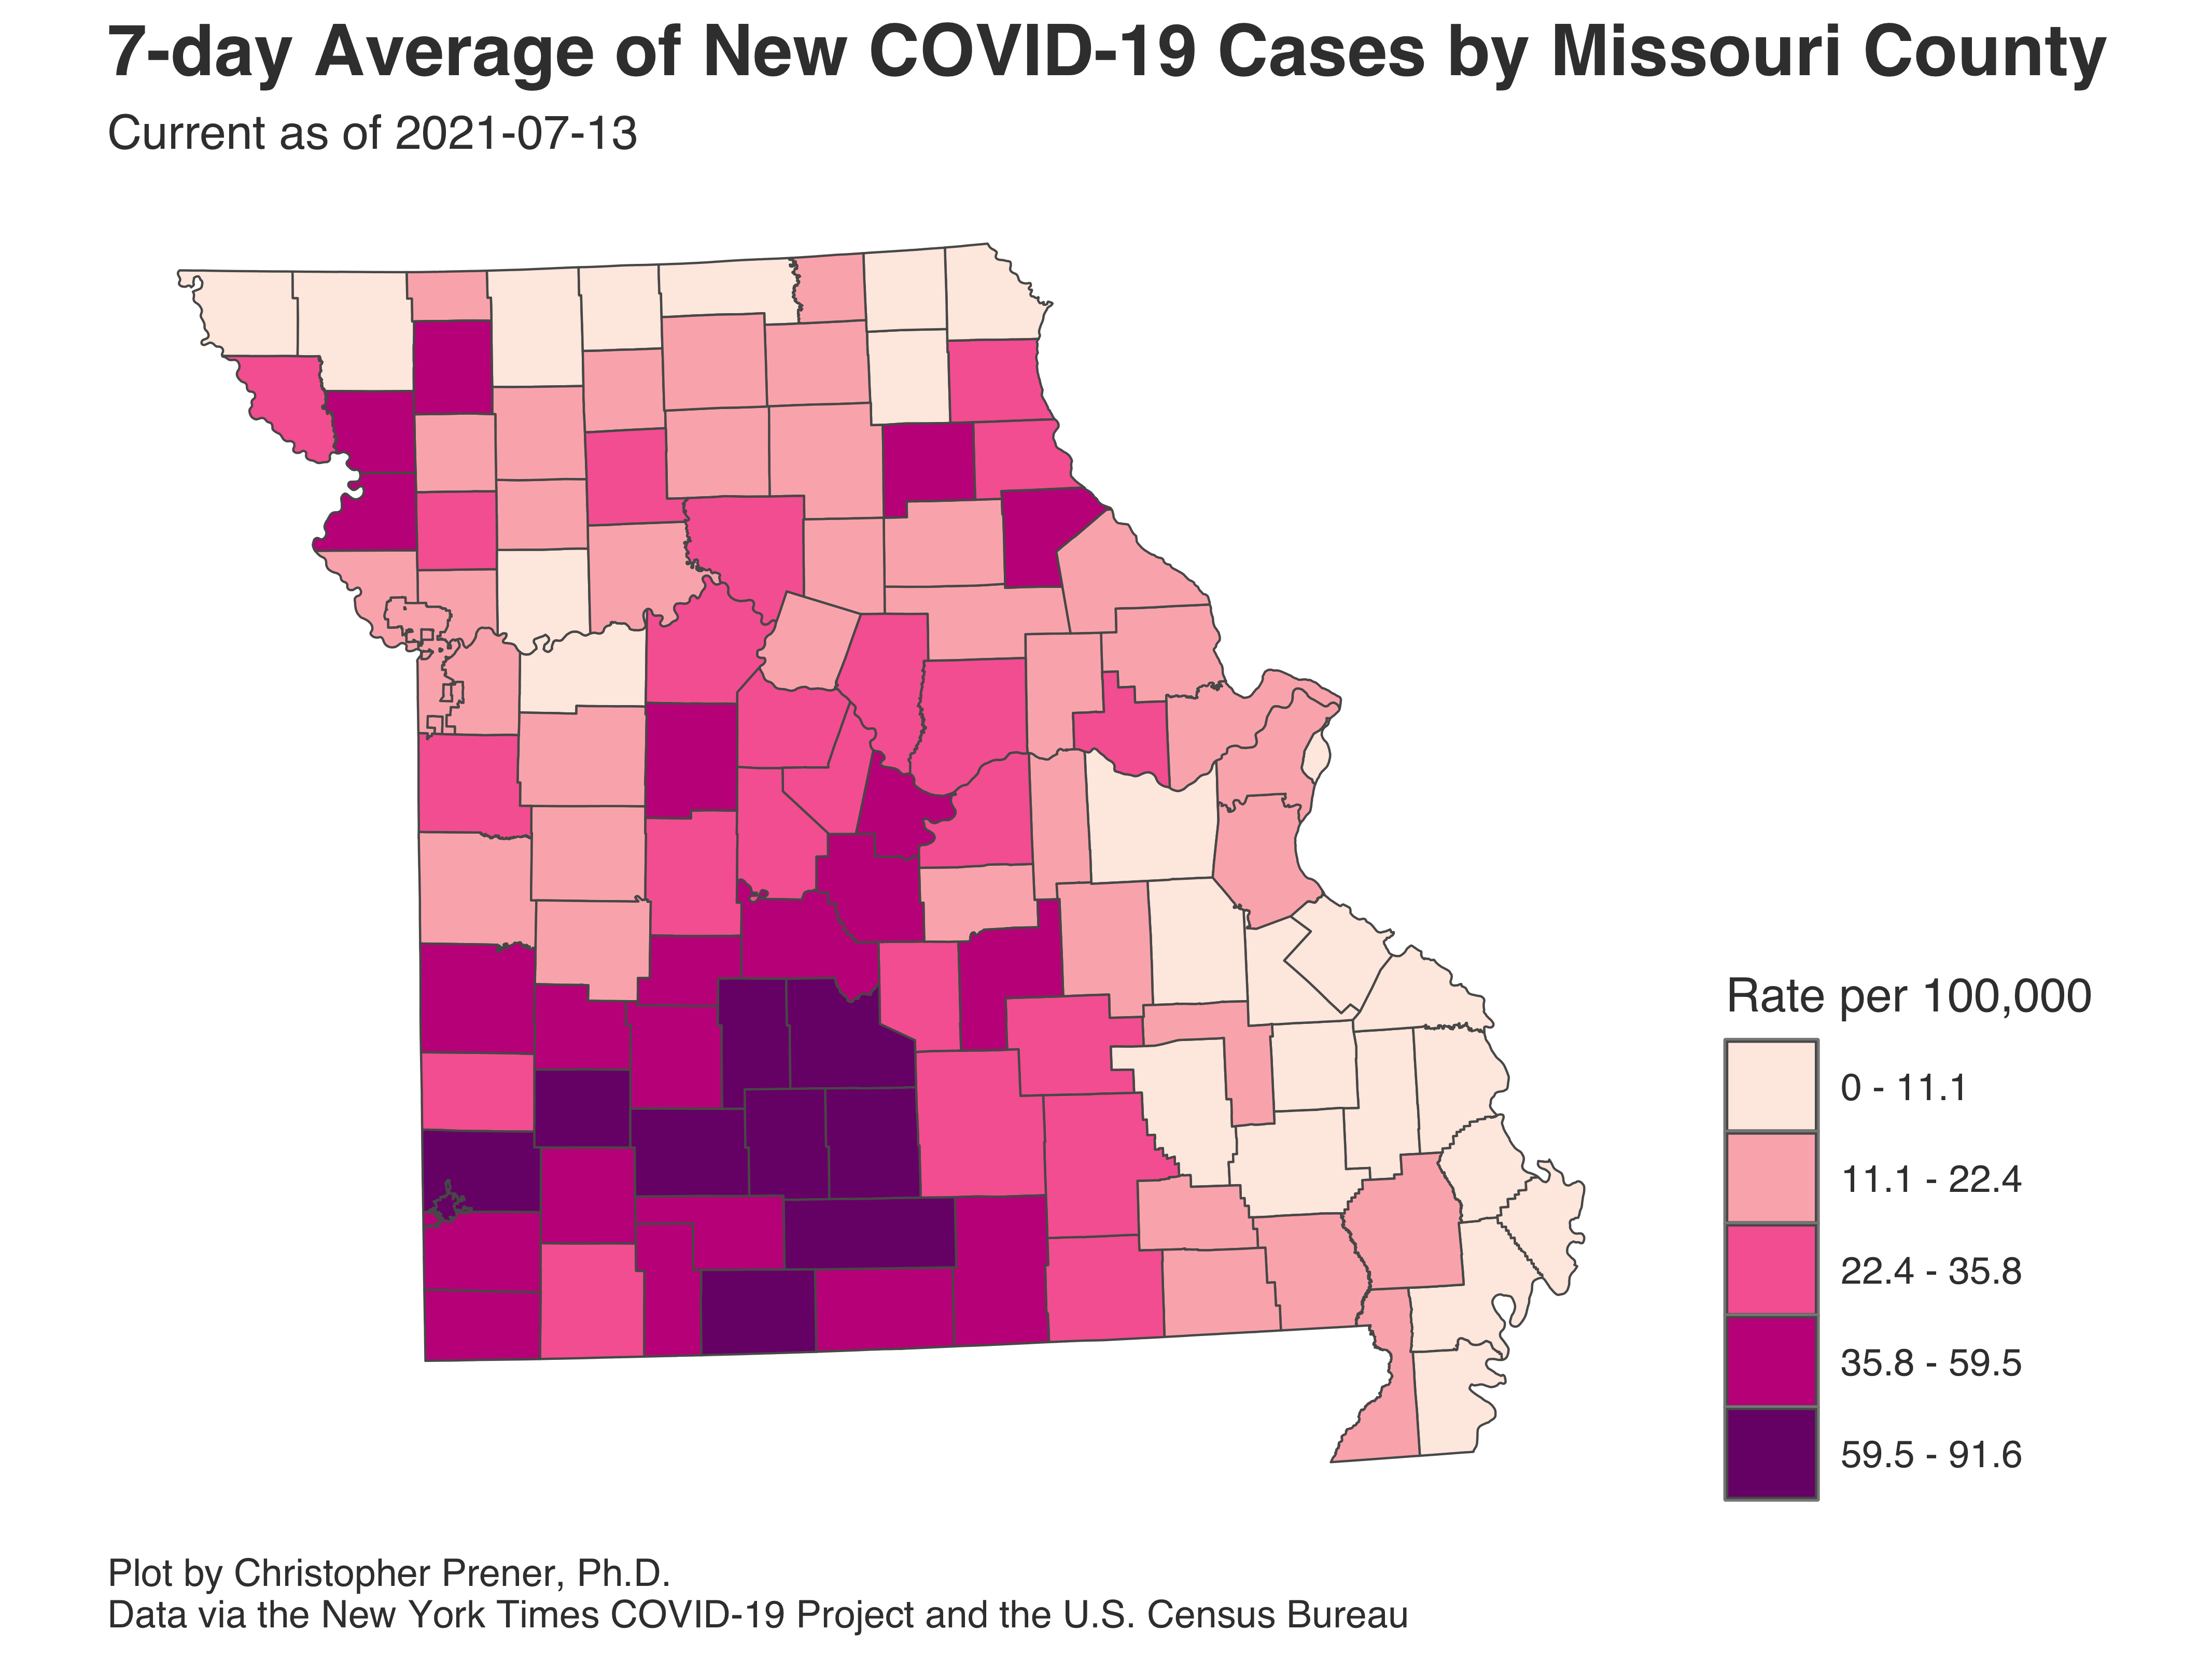 7-day Average of New COVID-19 Cases by Missouri County
Current as of 2021-07-13
Rate per 100,000
0 - 11.1
11.1 - 22.4
22.4 - 35.8
35.8 - 59.5
59.5 - 91.6
Plot by Christopher Prener, Ph.D.
Data via the New York Times COVID-19 Project and the U.S. Census Bureau